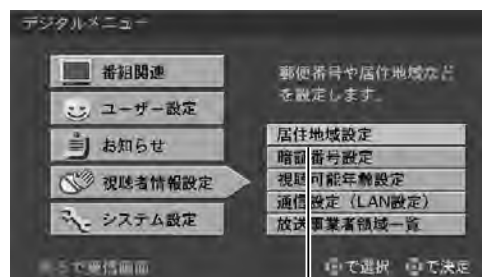 デジタルメニュー
番組関連
ユーザー設定
お知らせ
視聴者情報設定
システム設定
郵便番号や居住地域など
を設定します。
居住地域設定
暗証番号設定
視聴可能年齢設定
通信設定（LAN設定）
放送事業者領域一覧
で選択 で決定